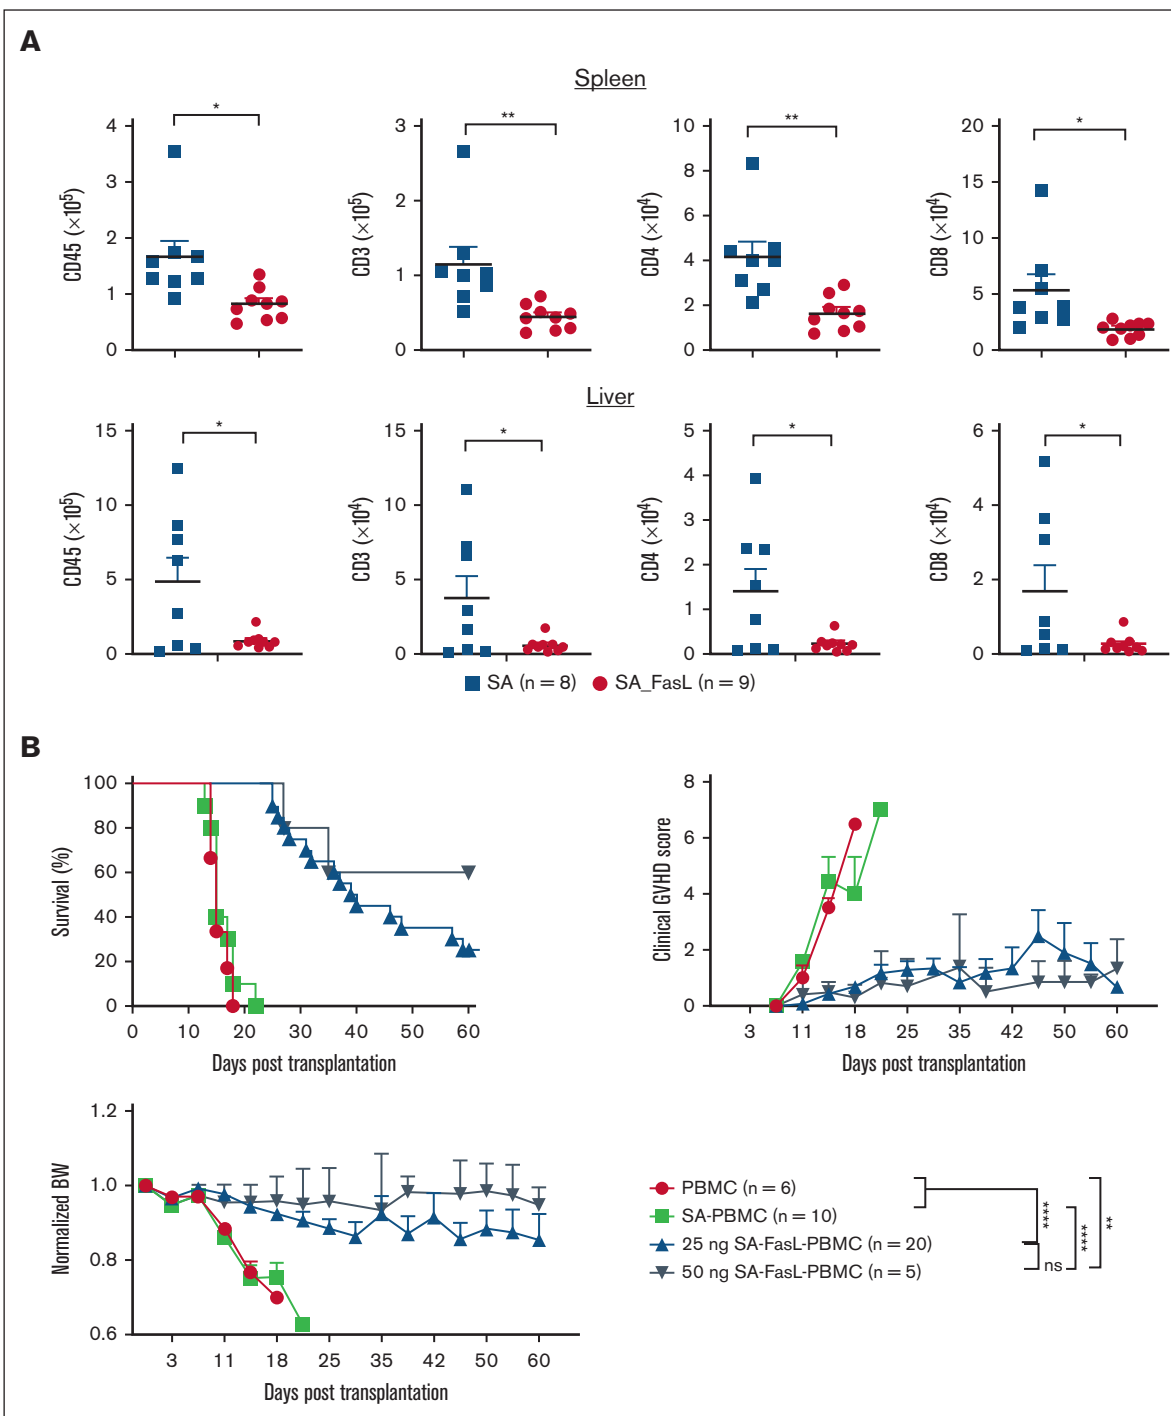 A
Spleen
* ** ** *
4 3 2 1 0 CD45 (×10⁵)
3 2 1 0 CD3 (×10⁵)
10 8 6 4 2 0 CD4 (×10⁴)
20 15 10 5 0 CD8 (×10⁴)
Liver
* * * *
15 10 5 0 CD45 (×10⁵)
15 10 5 0 CD3 (×10⁴)
5 4 3 2 1 0 CD4 (×10⁴)
6 4 2 0 CD8 (×10⁴)
SA (n = 8) SA_FasL (n = 9)
B
100 80 60 40 20 0
Survival (%)
0 10 20 30 40 50 60
Days post transplantation
8 6 4 2 0
Clinical GVHD score
3 11 18 25 35 42 50 60
Days post transplantation
1.2 1.0 0.8 0.6
Normalized BW
3 11 18 25 35 42 50 60
Days post transplantation
PBMC (n = 6)
SA-PBMC (n = 10)
25 ng SA-FasL-PBMC (n = 20)
50 ng SA-FasL-PBMC (n = 5)
**** ns **** **